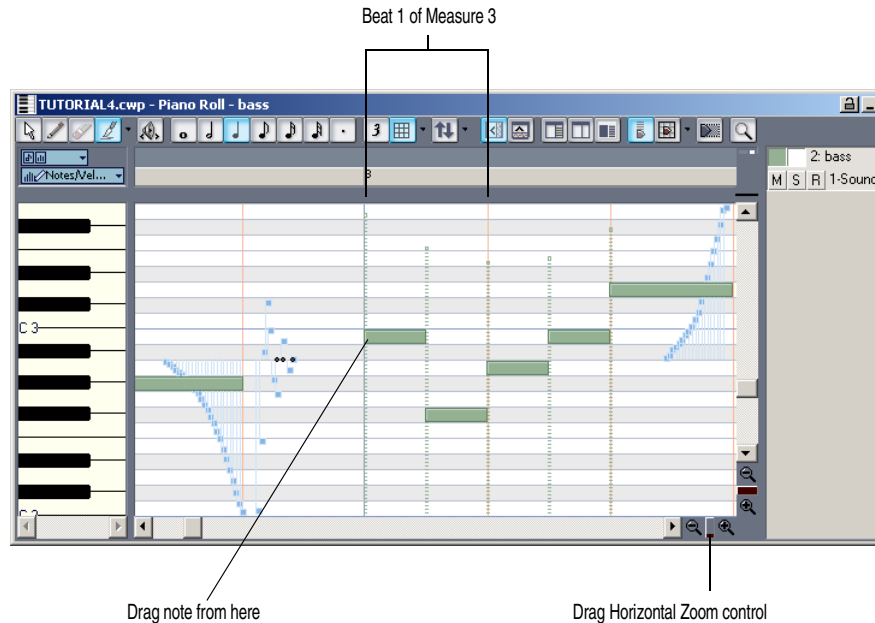 Beat 1 of Measure 3
TUTORIAL4.cwp - Piano Roll - bass
3
Notes/Vel...
2: bass
3
M S R 1-Sound
C 3
Drag note from here
Drag Horizontal Zoom control